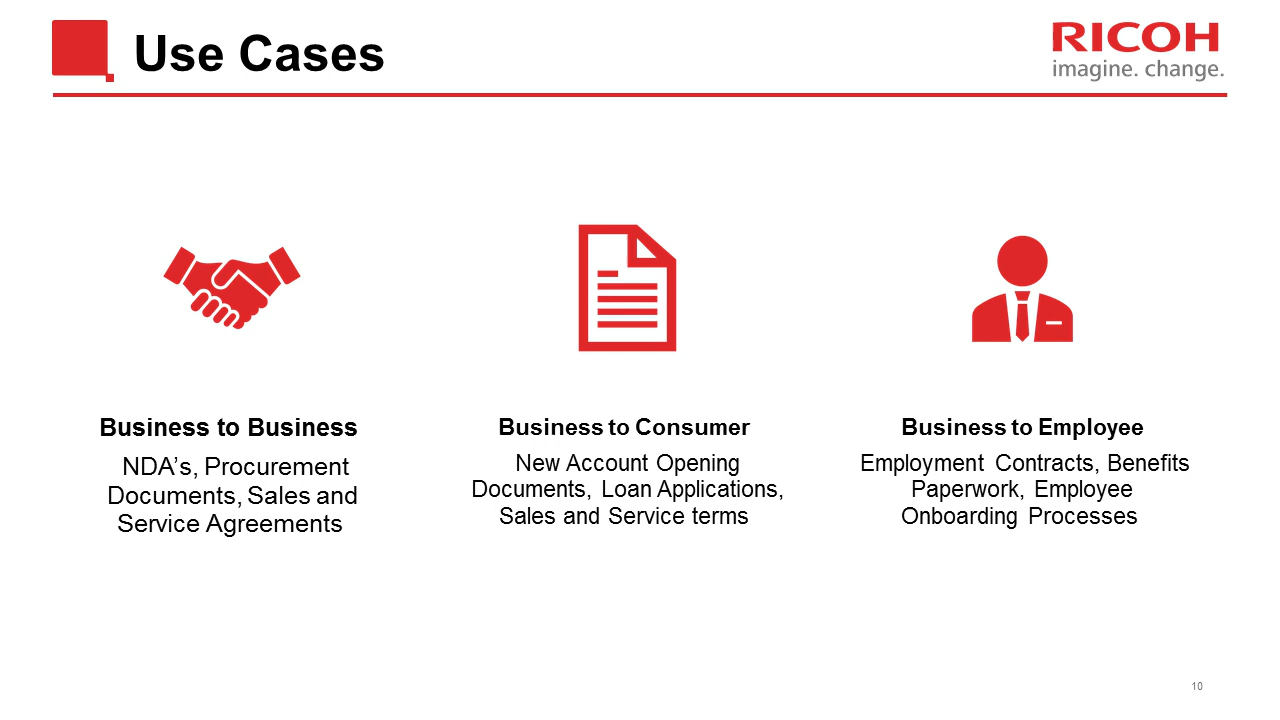 Use Cases
RICOH
imagine. change.
Business to Business
NDA’s, Procurement
Documents, Sales and
Service Agreements
Business to Consumer
New Account Opening
Documents, Loan Applications,
Sales and Service terms
Business to Employee
Employment Contracts, Benefits
Paperwork, Employee
Onboarding Processes
10